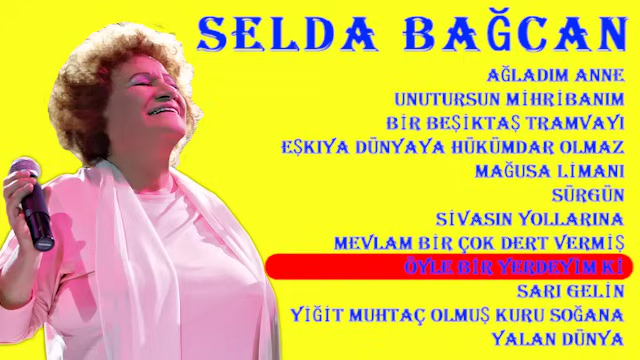 SELDA BAĞCAN
AĞLADIM ANNE
UNUTURSUN MİHRİBANIM
BİR BEŞİKTAŞ TRAMVAYI
EŞKIYA DÜNYAYA HÜKÜMDAR OLMAZ
MAĞUSA LİMANI
SÜRGÜN
SİVASIN YOLLARINA
MEVLAM BİR ÇOK DERT VERMİŞ
ÖYLE BİR YERDEYİM Kİ
SARI GELİN
YİĞİT MUHTAÇ OLMUŞ KURU SOĞANA
YALAN DÜNYA